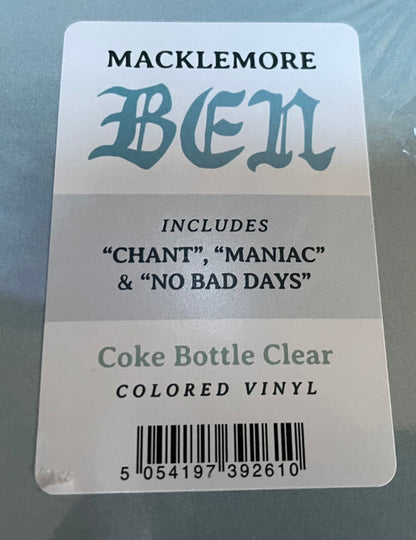 MACKLEMORE
BEN
INCLUDES
“CHANT”, “MANIAC”
& “NO BAD DAYS”
Coke Bottle Clear
COLORED VINYL
5 054197 392610